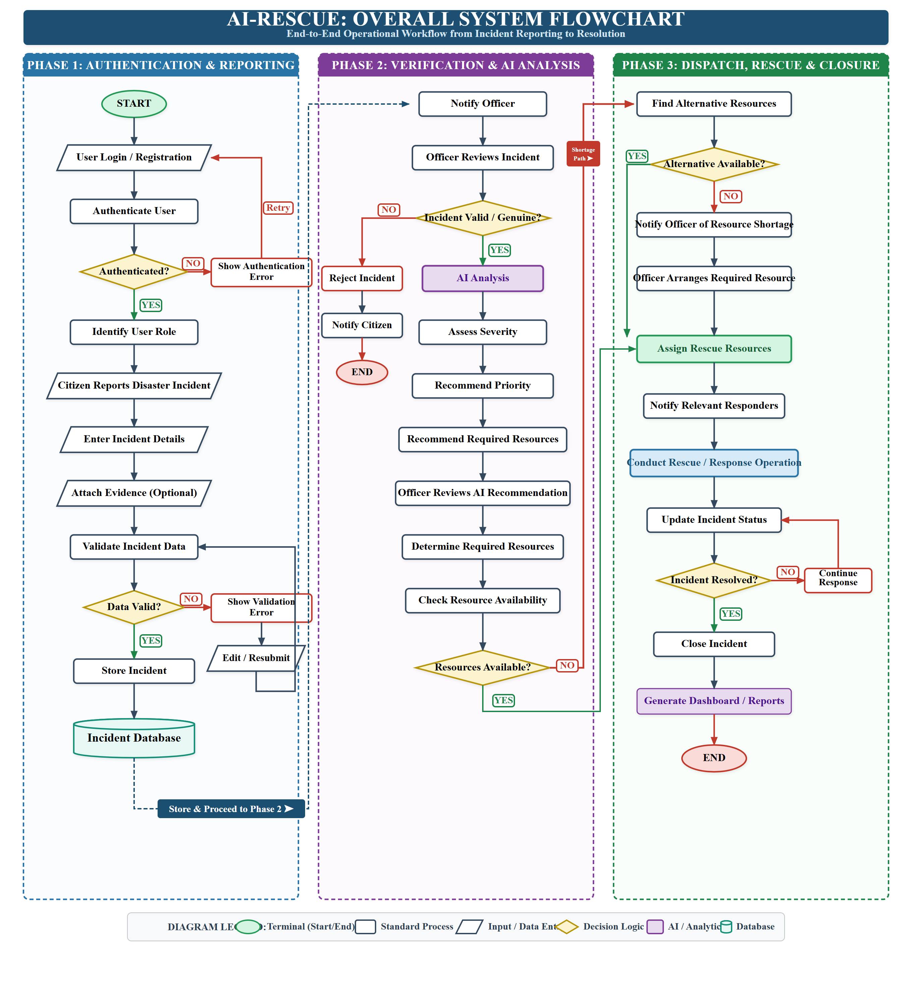 AI-RESCUE: OVERALL SYSTEM FLOWCHART
End-to-End Operational Workflow from Incident Reporting to Resolution
PHASE 1: AUTHENTICATION & REPORTING
START
User Login / Registration
Retry
Authenticate User
Authenticated?
NO
Show Authentication
Error
YES
Identify User Role
Citizen Reports Disaster Incident
Enter Incident Details
Attach Evidence (Optional)
Validate Incident Data
Data Valid?
NO
Show Validation
Error
YES
Edit / Resubmit
Store Incident
Incident Database
Store & Proceed to Phase 2 ➤
PHASE 2: VERIFICATION & AI ANALYSIS
Notify Officer
Officer Reviews Incident
Incident Valid / Genuine?
NO
YES
Reject Incident
Notify Citizen
END
AI Analysis
Assess Severity
Recommend Priority
Recommend Required Resources
Officer Reviews AI Recommendation
Determine Required Resources
Check Resource Availability
Resources Available?
NO
YES
Shortage
Path ➤
PHASE 3: DISPATCH, RESCUE & CLOSURE
Find Alternative Resources
Alternative Available?
YES
NO
Notify Officer of Resource Shortage
Officer Arranges Required Resource
Assign Rescue Resources
Notify Relevant Responders
Conduct Rescue / Response Operation
Update Incident Status
Incident Resolved?
NO
Continue
Response
YES
Close Incident
Generate Dashboard / Reports
END
DIAGRAM
Terminal (Start/End)
Standard Process
Input / Data
Decision Logic
AI /
Database